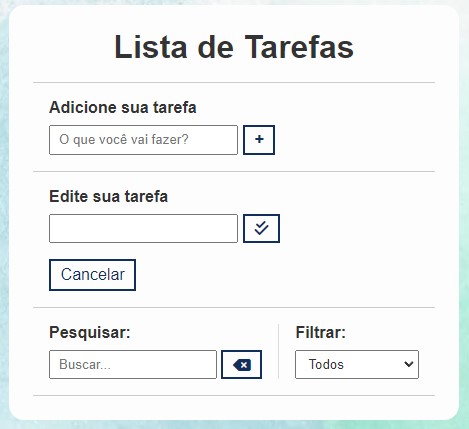 Lista de Tarefas
Adicione sua tarefa
O que você vai fazer? +
Edite sua tarefa
Cancelar
Pesquisar: Filtrar:
Buscar... Todos